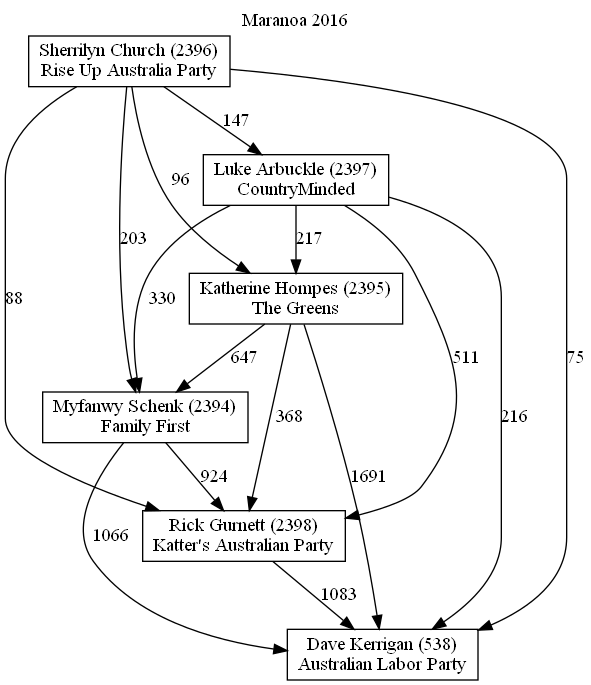 Maranoa 2016
Sherrilyn Church (2396)
Rise Up Australia Party
147
Luke Arbuckle (2397)
CountryMinded
96
203
217
Katherine Hompes (2395)
The Greens
88
330
647
511
75
Myfanwy Schenk (2394)
Family First
368
216
924
1691
Rick Gurnett (2398)
Katter's Australian Party
1066
1083
Dave Kerrigan (538)
Australian Labor Party